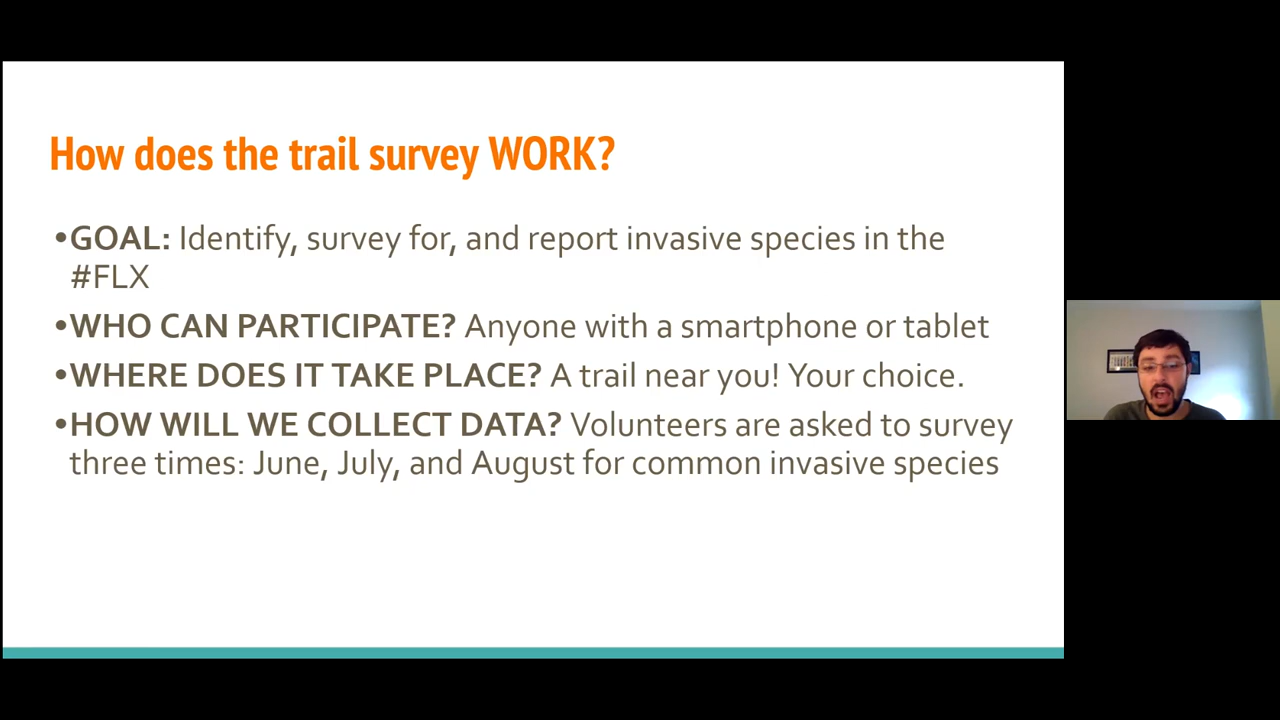 How does the trail survey WORK?
•GOAL: Identify, survey for, and report invasive species in the
#FLX
•WHO CAN PARTICIPATE? Anyone with a smartphone or tablet
•WHERE DOES IT TAKE PLACE? A trail near you! Your choice.
•HOW WILL WE COLLECT DATA? Volunteers are asked to survey
three times: June, July, and August for common invasive species